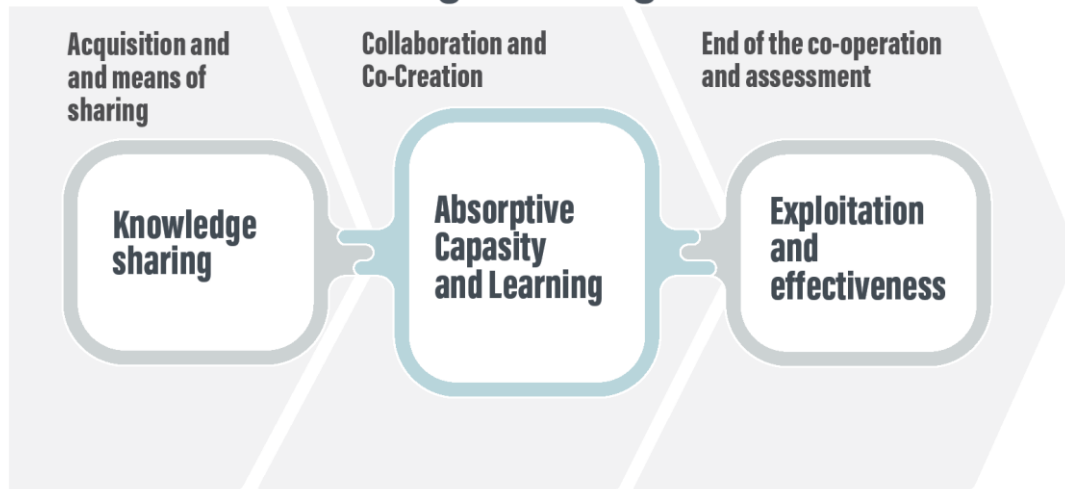 Acquisition and
and means of
sharing
Collaboration and
Co-Creation
End of the co-operation
and assessment
Knowledge
sharing
Absorptive
Capasity
and Learning
Exploitation
and
effectiveness